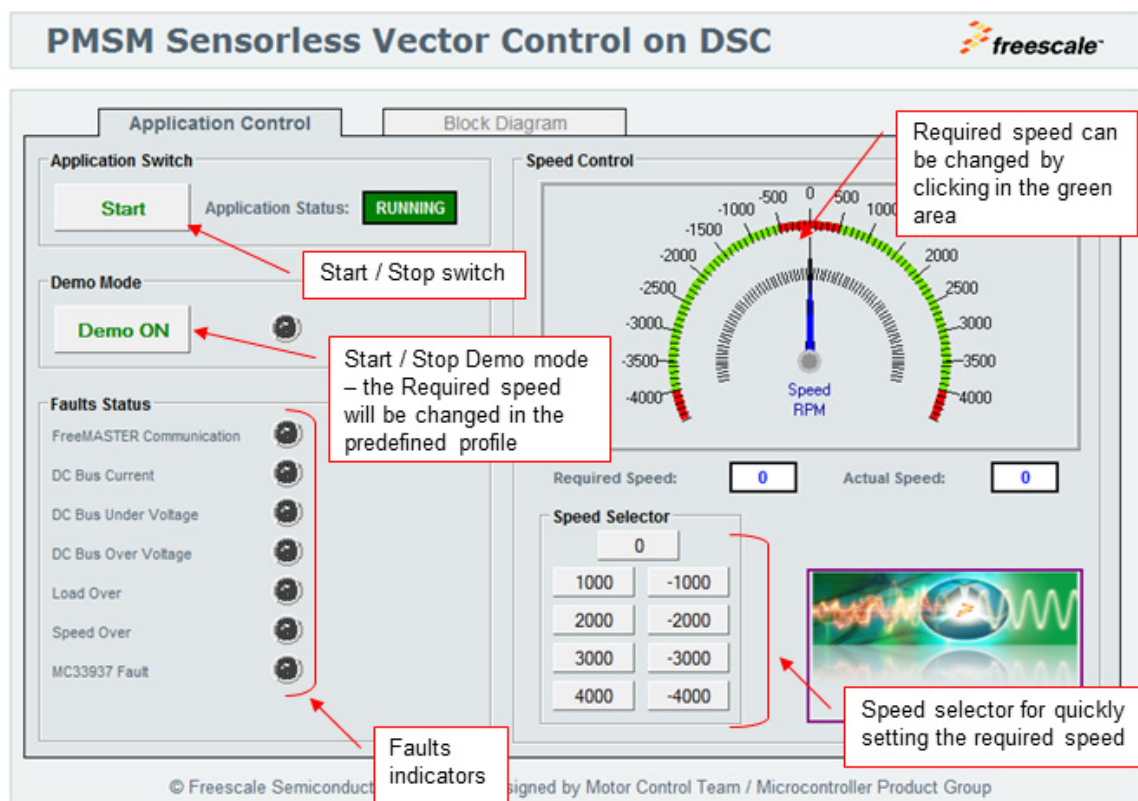 PMSM Sensorless Vector Control on DSC
freescale™
Application Control
Block Diagram
Application Switch
Start
Application Status:
RUNNING
Start / Stop switch
Demo Mode
Demo ON
Start / Stop Demo mode
– the Required speed
will be changed in the
predefined profile
Faults Status
FreeMASTER Communication
DC Bus Current
DC Bus Under Voltage
DC Bus Over Voltage
Load Over
Speed Over
MC33937 Fault
Faults
indicators
Speed Control
Required speed can
be changed by
clicking in the green
area
-4000
-3500
-3000
-2500
-2000
-1500
-1000
-500
0
500
1000
2000
2500
3000
3500
4000
Speed
RPM
Required Speed:
0
Actual Speed:
0
Speed Selector
0
1000
-1000
2000
-2000
3000
-3000
4000
-4000
Speed selector for quickly
setting the required speed
© Freescale Semiconduct
signed by Motor Control Team / Microcontroller Product Group